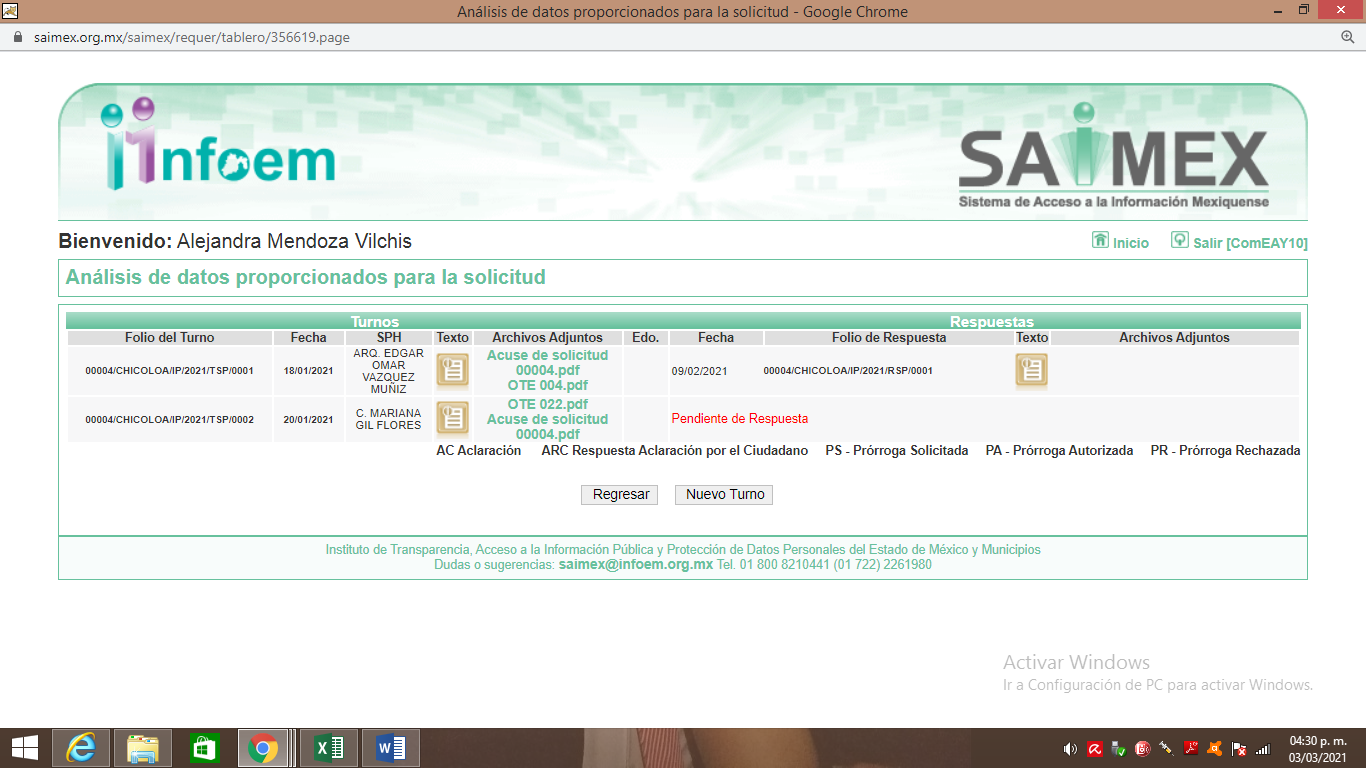 Análisis de datos proporcionados para la solicitud - Google Chrome
saimex.org.mx/saimex/requer/tablero/356619.page
infoem
SAIMEX
Sistema de Acceso a la Información Mexiquense
Bienvenido: Alejandra Mendoza Vilchis
Inicio Salir [ComEAY10]
Análisis de datos proporcionados para la solicitud
Turnos Respuestas
Folio del Turno Fecha SPH Texto Archivos Adjuntos Edo. Fecha Folio de Respuesta Texto Archivos Adjuntos
00004/CHICOLOA/IP/2021/TSP/0001 18/01/2021 ARQ. EDGAR OMAR VAZQUEZ MUÑIZ Acuse de solicitud 00004.pdf OTE 004.pdf 09/02/2021 00004/CHICOLOA/IP/2021/RSP/0001
00004/CHICOLOA/IP/2021/TSP/0002 20/01/2021 C. MARIANA GIL FLORES OTE 022.pdf Acuse de solicitud 00004.pdf Pendiente de Respuesta
AC Aclaración ARC Respuesta Aclaración por el Ciudadano PS - Prórroga Solicitada PA - Prórroga Autorizada PR - Prórroga Rechazada
Regresar Nuevo Turno
Instituto de Transparencia, Acceso a la Información Pública y Protección de Datos Personales del Estado de México y Municipios
Dudas o sugerencias: saimex@infoem.org.mx Tel. 01 800 8210441 (01 722) 2261980
Activar Windows
Ir a Configuración de PC para activar Windows.
04:30 p. m.
03/03/2021